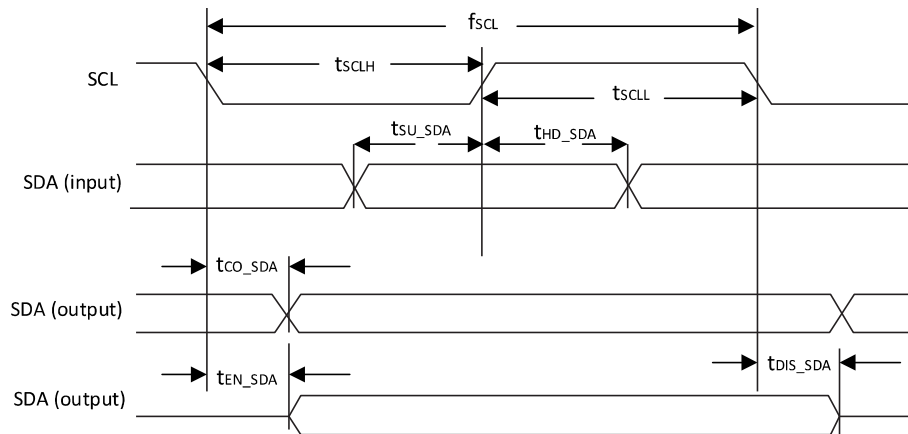 fSCL
SCL
tSCLH
tSCLL
tSU_SDA
tHD_SDA
SDA (input)
tCO_SDA
SDA (output)
tEN_SDA
tDIS_SDA
SDA (output)